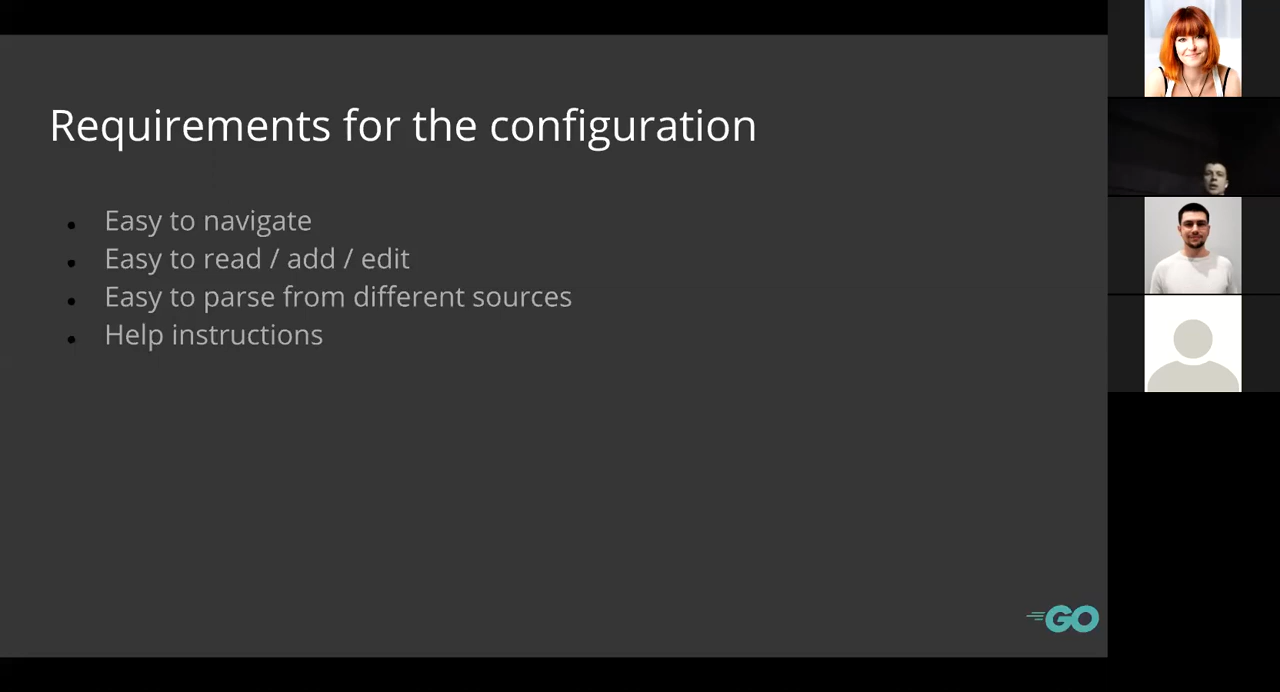 Requirements for the configuration
Easy to navigate
Easy to read / add / edit
Easy to parse from different sources
Help instructions
GO